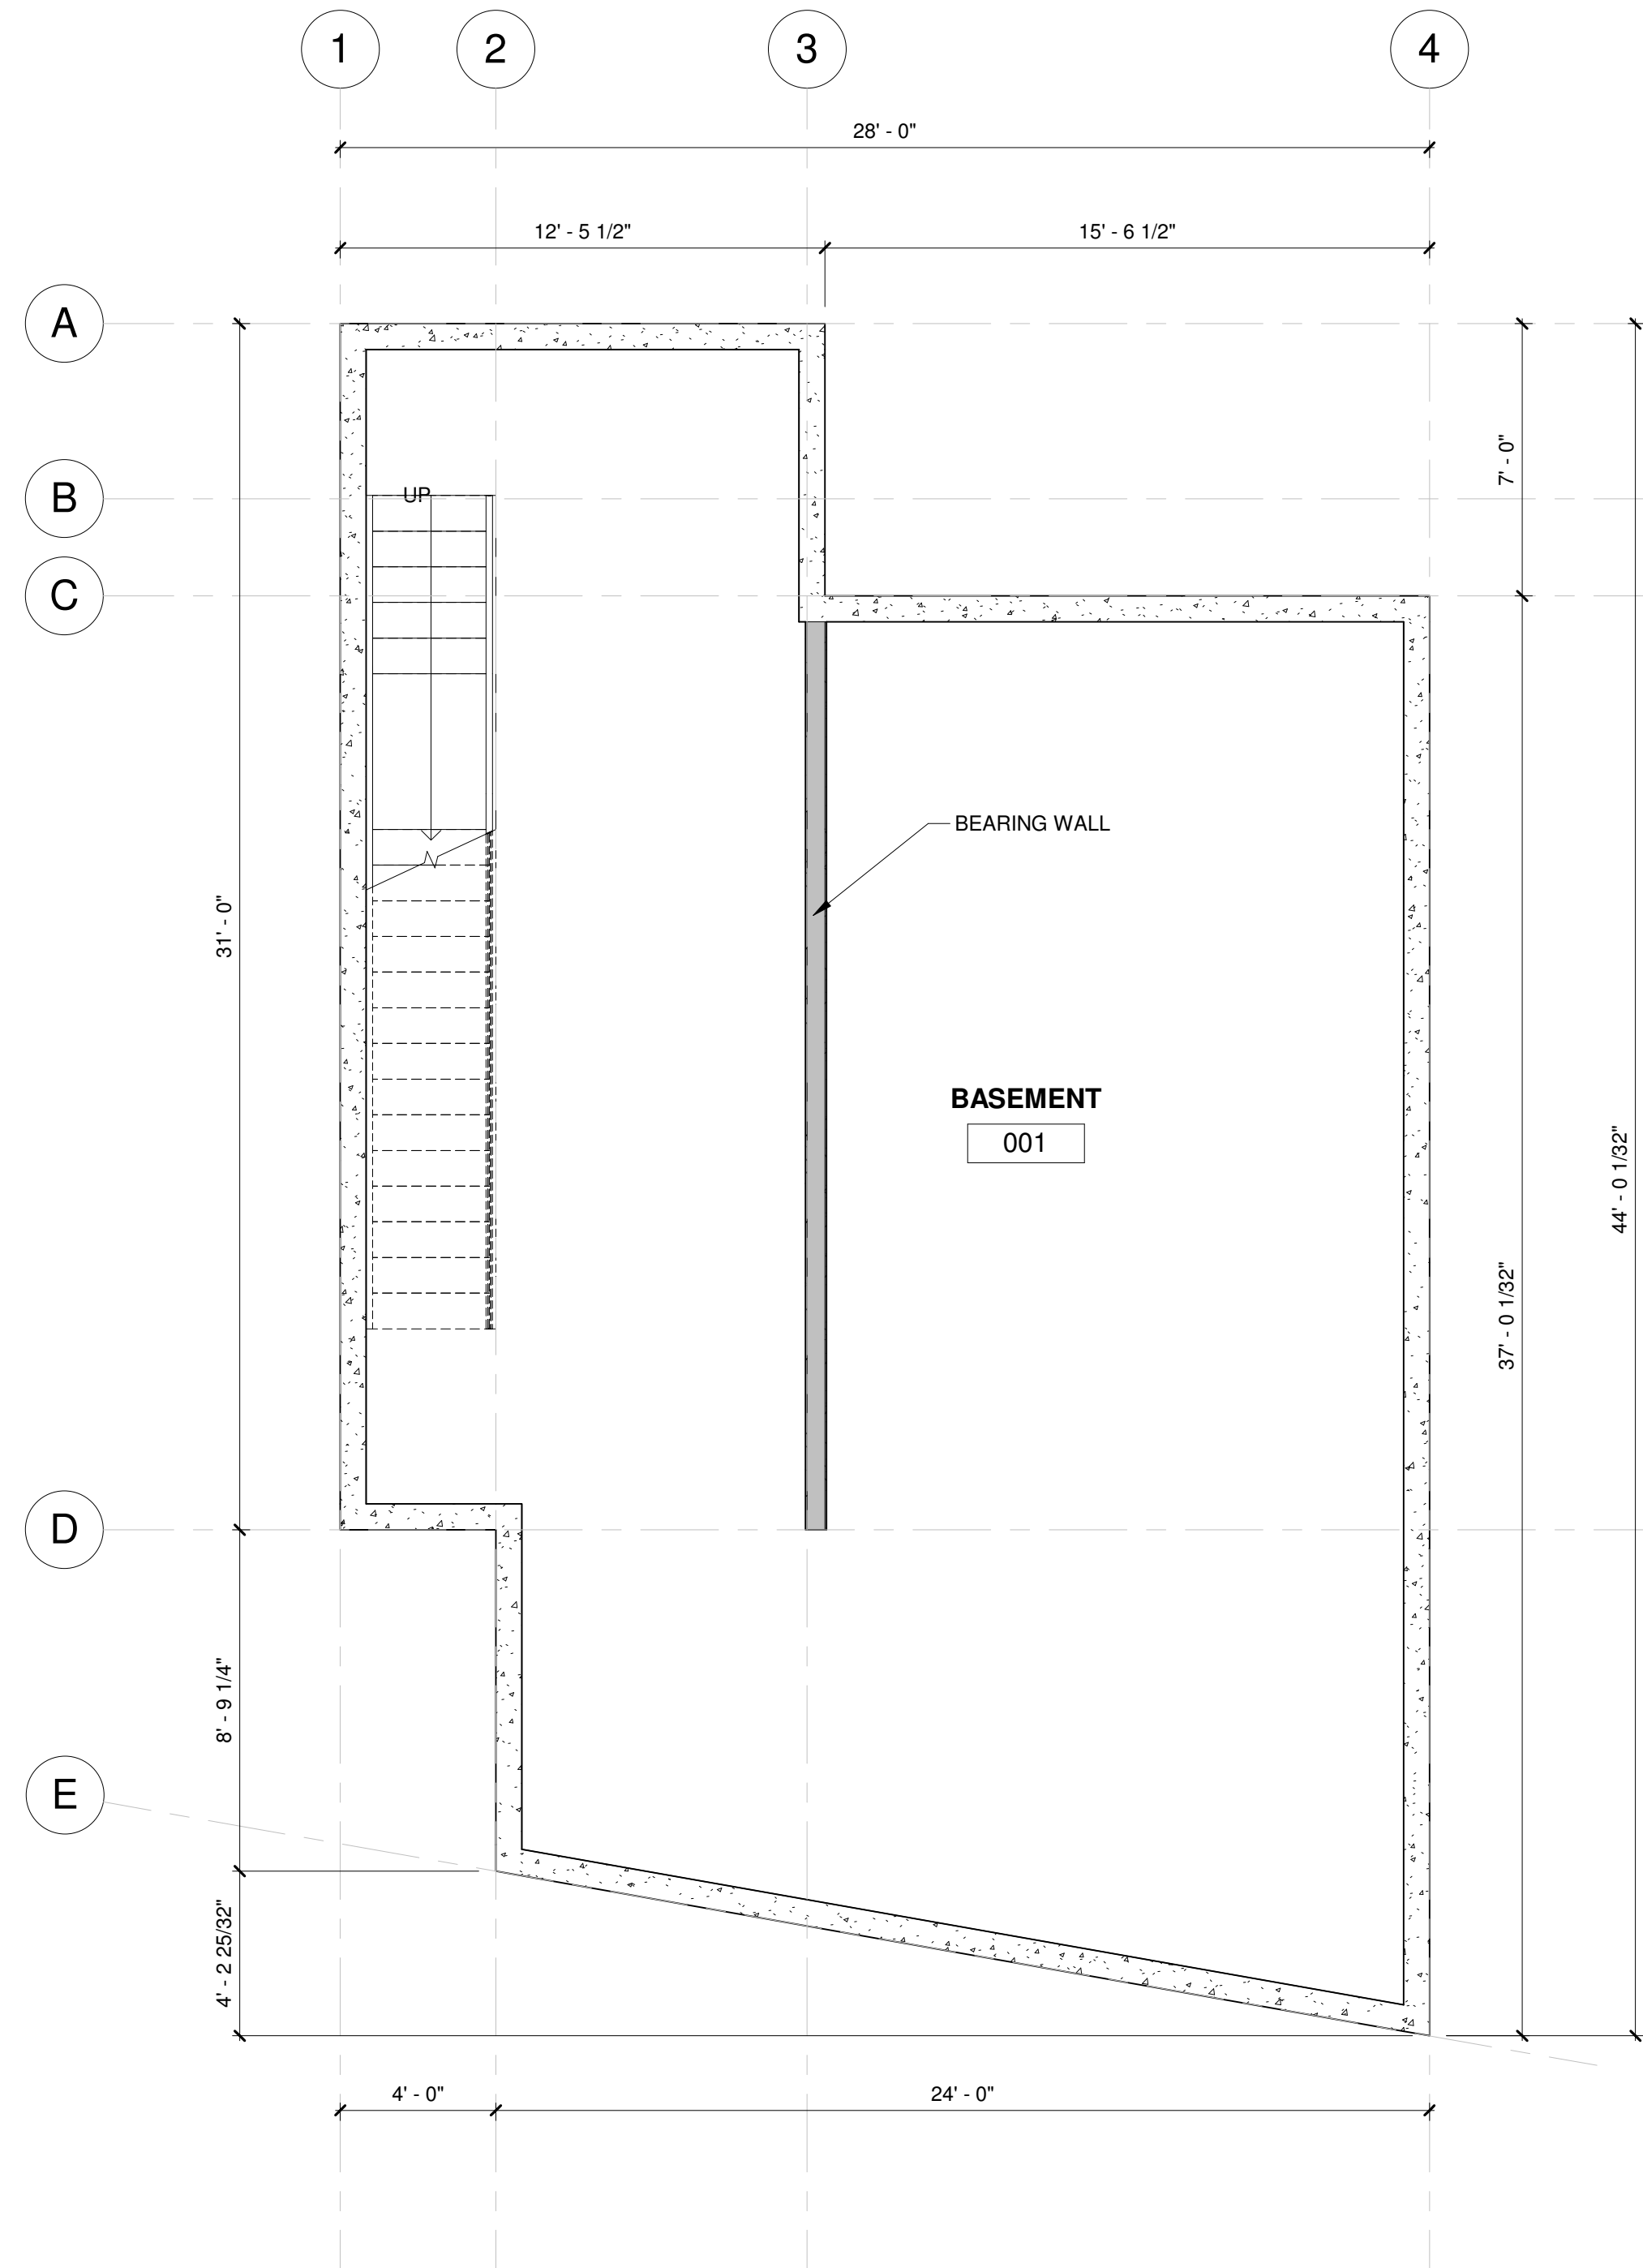 1
2
3
4
28' - 0"
12' - 5 1/2"
15' - 6 1/2"
A
B
C
D
E
UP
7' - 0"
BEARING WALL
31' - 0"
BASEMENT
001
44' - 0 1/32"
37' - 0 1/32"
8' - 9 1/4"
4' - 2 25/32"
4' - 0"
24' - 0"